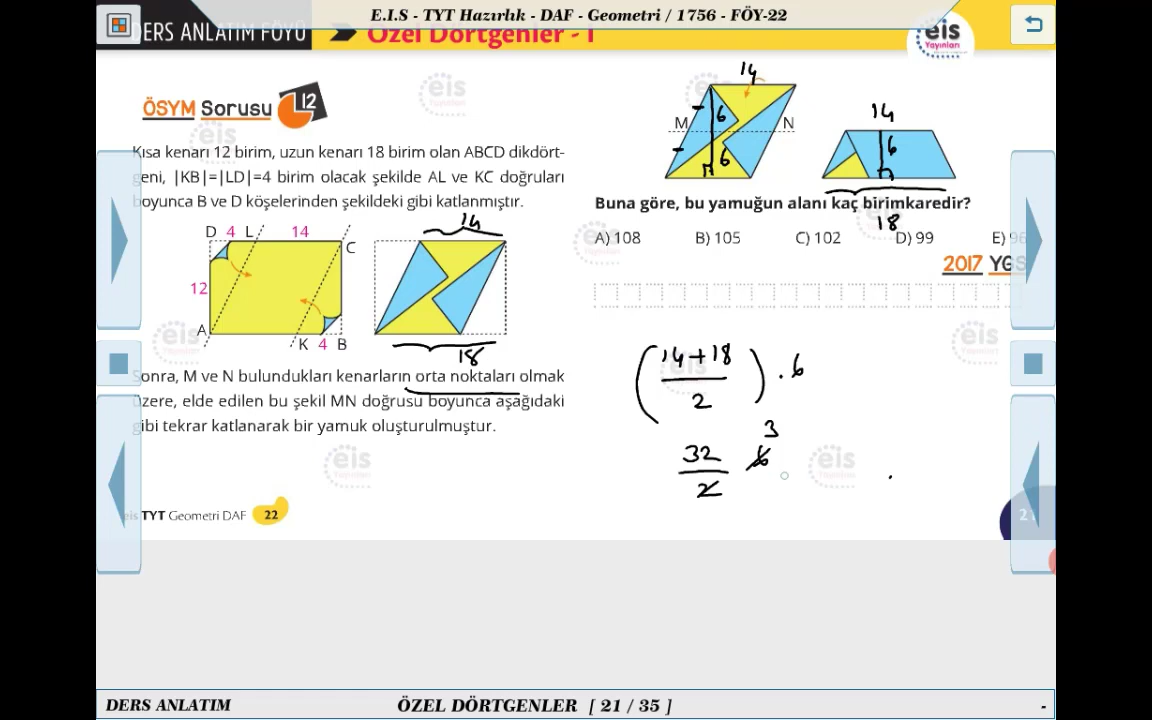 E.I.S - TYT Hazırlık - DAF - Geometri / 1756 - FÖY-22
DERS ANLATIM FÖYÜ
Özel Dörtgenler - I
eis
Yayınları
ÖSYM Sorusu 12
Kısa kenarı 12 birim, uzun kenarı 18 birim olan ABCD dikdört-
geni, |KB|=|LD|=4 birim olacak şekilde AL ve KC doğruları
boyunca B ve D köşelerinden şekildeki gibi katlanmıştır.
D 4 L 14 C
12
A K 4 B
14
18
Sonra, M ve N bulundukları kenarların orta noktaları olmak
üzere, elde edilen bu şekil MN doğrusu boyunca aşağıdaki
gibi tekrar katlanarak bir yamuk oluşturulmuştur.
eis TYT Geometri DAF 22
14
M 6 N
6
14
6
Buna göre, bu yamuğun alanı kaç birimkaredir?
18
A) 108 B) 105 C) 102 D) 99 E) 96
2017 YGS
(14+18 / 2) . 6
3
32 / 2 6
21
DERS ANLATIM
ÖZEL DÖRTGENLER [ 21 / 35 ]
-